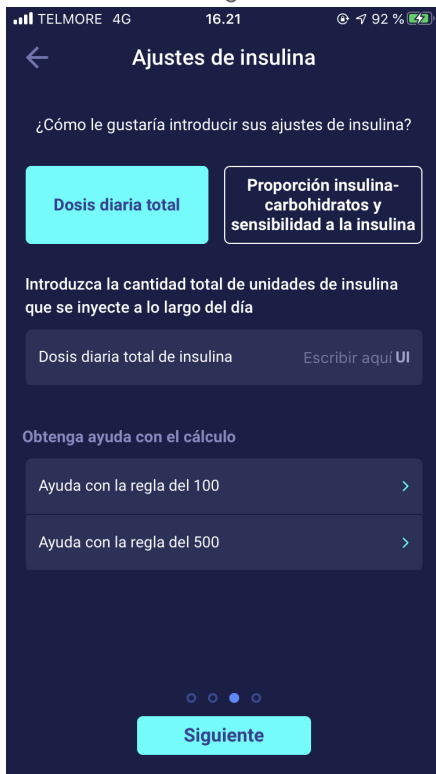 TELMORE 4G 16.21 92 %
Ajustes de insulina
¿Cómo le gustaría introducir sus ajustes de insulina?
Dosis diaria total
Proporción insulina-
carbohidratos y
sensibilidad a la insulina
Introduzca la cantidad total de unidades de insulina
que se inyecte a lo largo del día
Dosis diaria total de insulina Escribir aquí UI
Obtenga ayuda con el cálculo
Ayuda con la regla del 100
Ayuda con la regla del 500
Siguiente